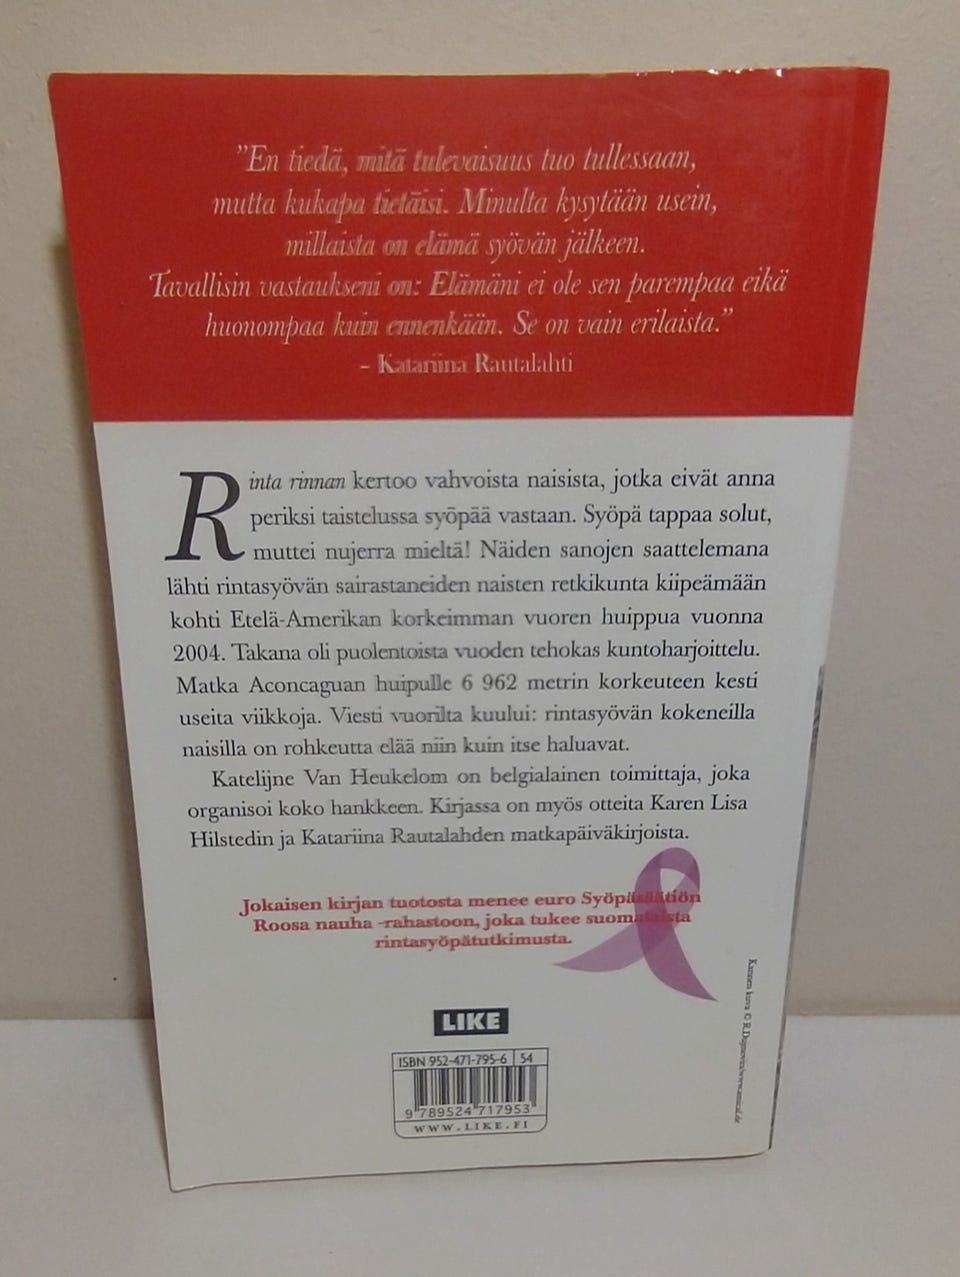 ”En tiedä, mitä tulevaisuus tuo tullessaan,
mutta kukapa tietäisi. Minulta kysytään usein,
millaista on elämä syövän jälkeen.
Tavallisin vastaukseni on: Elämäni ei ole sen parempaa eikä
huonompaa kuin ennenkään. Se on vain erilaista.”
– Katariina Rautalahti
Rinta rinnan kertoo vahvoista naisista, jotka eivät anna
periksi taistelussa syöpää vastaan. Syöpä tappaa solut,
muttei nujerra mieltä! Näiden sanojen saattelemana
lähti rintasyövän sairastaneiden naisten retkikunta kiipeämään
kohti Etelä-Amerikan korkeimman vuoren huippua vuonna
2004. Takana oli puolentoista vuoden tehokas kuntoharjoittelu.
Matka Aconcaguan huipulle 6 962 metrin korkeuteen kesti
useita viikkoja. Viesti vuorilta kuului: rintasyövän kokeneilla
naisilla on rohkeutta elää niin kuin itse haluavat.
Katelijne Van Heukelom on belgialainen toimittaja, joka
organisoi koko hankkeen. Kirjassa on myös otteita Karen Lisa
Hilstedin ja Katariina Rautalahden matkapäiväkirjoista.
Jokaisen kirjan tuotosta menee euro Syöpäsäätiön
Roosa nauha -rahastoon, joka tukee suomalaista
rintasyöpätutkimusta.
Kannen kuva ©
LIKE
ISBN 952-471-795-6 54
9 789524 717953
WWW.LIKE.FI